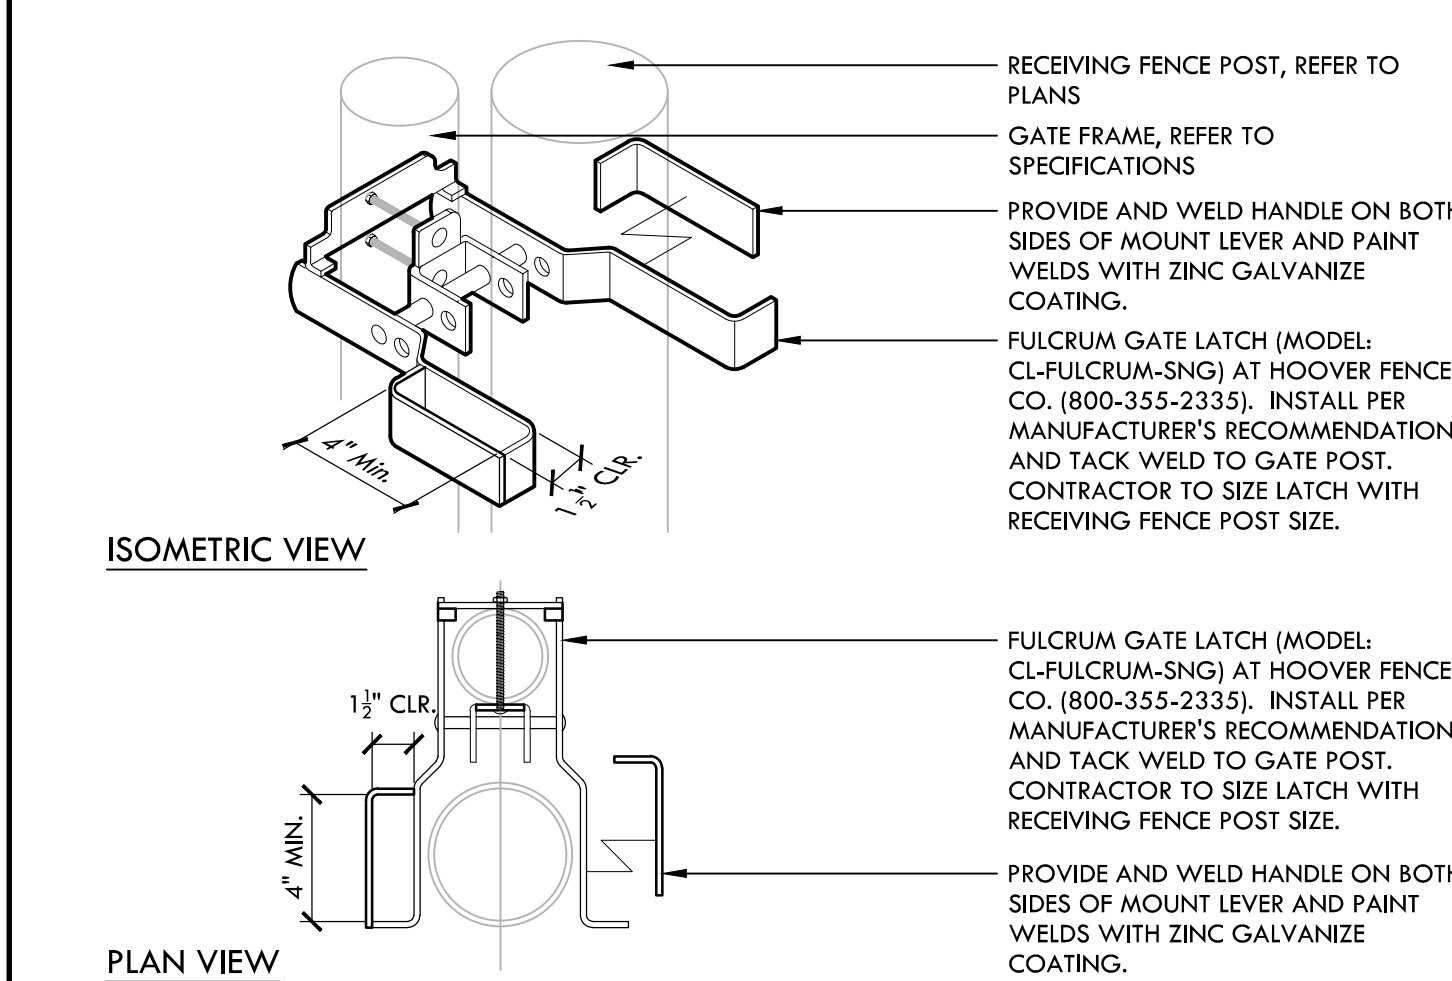 RECEIVING FENCE POST, REFER TO
PLANS
GATE FRAME, REFER TO
SPECIFICATIONS
PROVIDE AND WELD HANDLE ON BOTH
SIDES OF MOUNT LEVER AND PAINT
WELDS WITH ZINC GALVANIZE
COATING.
FULCRUM GATE LATCH (MODEL:
CL-FULCRUM-SNG) AT HOOVER FENCE
CO. (800-355-2335). INSTALL PER
MANUFACTURER'S RECOMMENDATION
AND TACK WELD TO GATE POST.
CONTRACTOR TO SIZE LATCH WITH
RECEIVING FENCE POST SIZE.
4" Min.
1 1/2" CLR.
ISOMETRIC VIEW
FULCRUM GATE LATCH (MODEL:
CL-FULCRUM-SNG) AT HOOVER FENCE
CO. (800-355-2335). INSTALL PER
MANUFACTURER'S RECOMMENDATION
AND TACK WELD TO GATE POST.
CONTRACTOR TO SIZE LATCH WITH
RECEIVING FENCE POST SIZE.
1 1/2" CLR.
4" MIN.
PROVIDE AND WELD HANDLE ON BOTH
SIDES OF MOUNT LEVER AND PAINT
WELDS WITH ZINC GALVANIZE
COATING.
PLAN VIEW